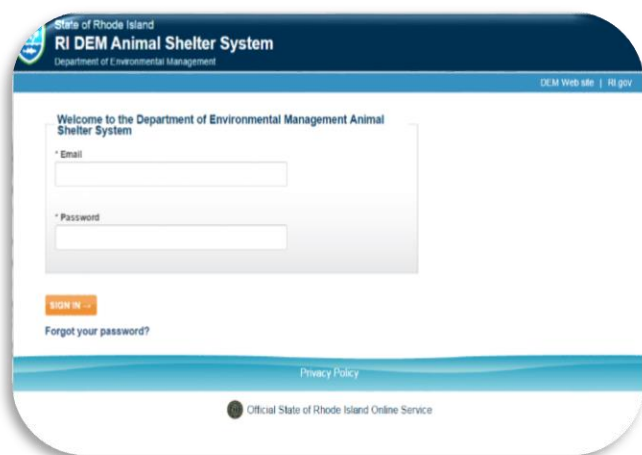 State of Rhode Island
RI DEM Animal Shelter System
Department of Environmental Management
DEM Web site | RI.gov
Welcome to the Department of Environmental Management Animal
Shelter System
* Email
* Password
SIGN IN →
Forgot your password?
Privacy Policy
Official State of Rhode Island Online Service